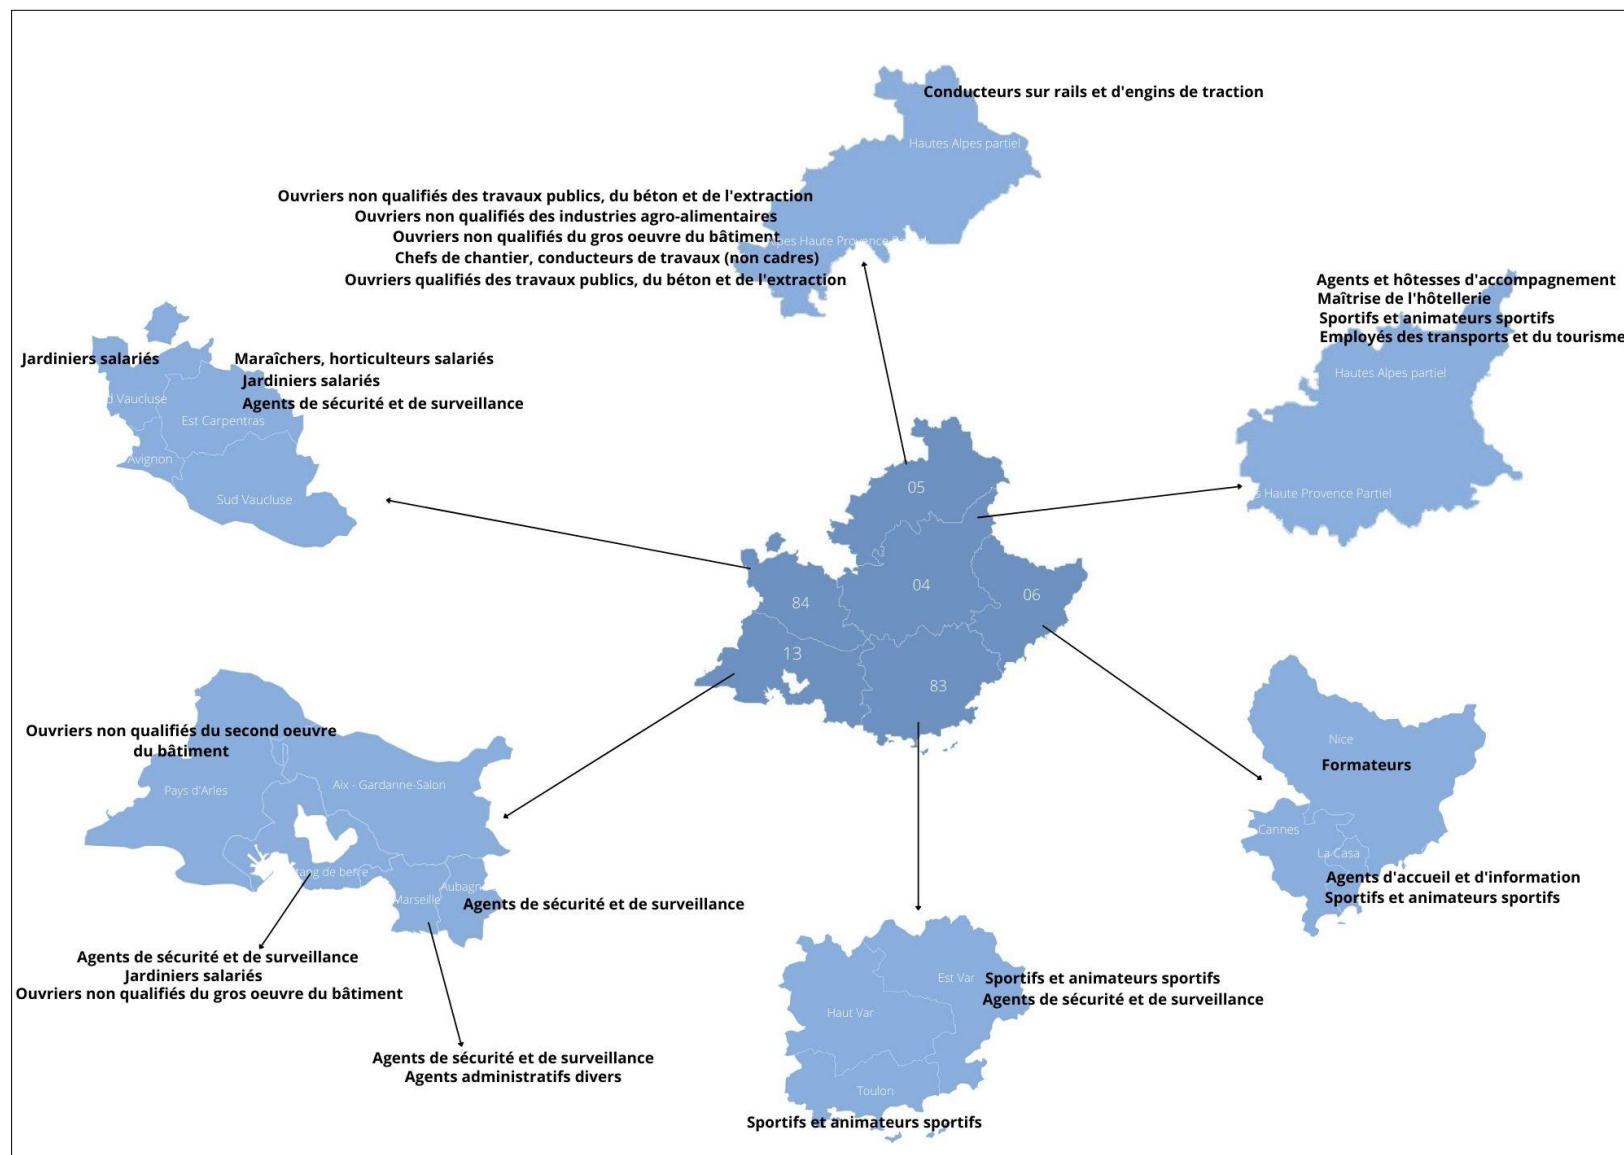 Conducteurs sur rails et d'engins de traction
Hautes Alpes partiel
Ouvriers non qualifiés des travaux publics, du béton et de l'extraction
Ouvriers non qualifiés des industries agro-alimentaires
Ouvriers non qualifiés du gros oeuvre du bâtiment
Alpes Haute Provence
Chefs de chantier, conducteurs de travaux (non cadres)
Ouvriers qualifiés des travaux publics, du béton et de l'extraction
Agents et hôtesses d'accompagnement
Maîtrise de l'hôtellerie
Sportifs et animateurs sportifs
Employés des transports et du tourisme
Hautes Alpes partiel
Haute Provence Partiel
Jardiniers salariés
Maraîchers, horticulteurs salariés
Jardiniers salariés
Agents de sécurité et de surveillance
Vaucluse
Est Carpentras
Avignon
Sud Vaucluse
05
04
06
84
13
83
Ouvriers non qualifiés du second oeuvre
du bâtiment
Pays d'Arles
Aix - Gardanne-Salon
tang de berre
Marseille
Aubagne
Agents de sécurité et de surveillance
Agents de sécurité et de surveillance
Jardiniers salariés
Ouvriers non qualifiés du gros oeuvre du bâtiment
Agents de sécurité et de surveillance
Agents administratifs divers
Nice
Formateurs
Cannes
La Casa
Agents d'accueil et d'information
Sportifs et animateurs sportifs
Est Var
Sportifs et animateurs sportifs
Agents de sécurité et de surveillance
Haut Var
Toulon
Sportifs et animateurs sportifs